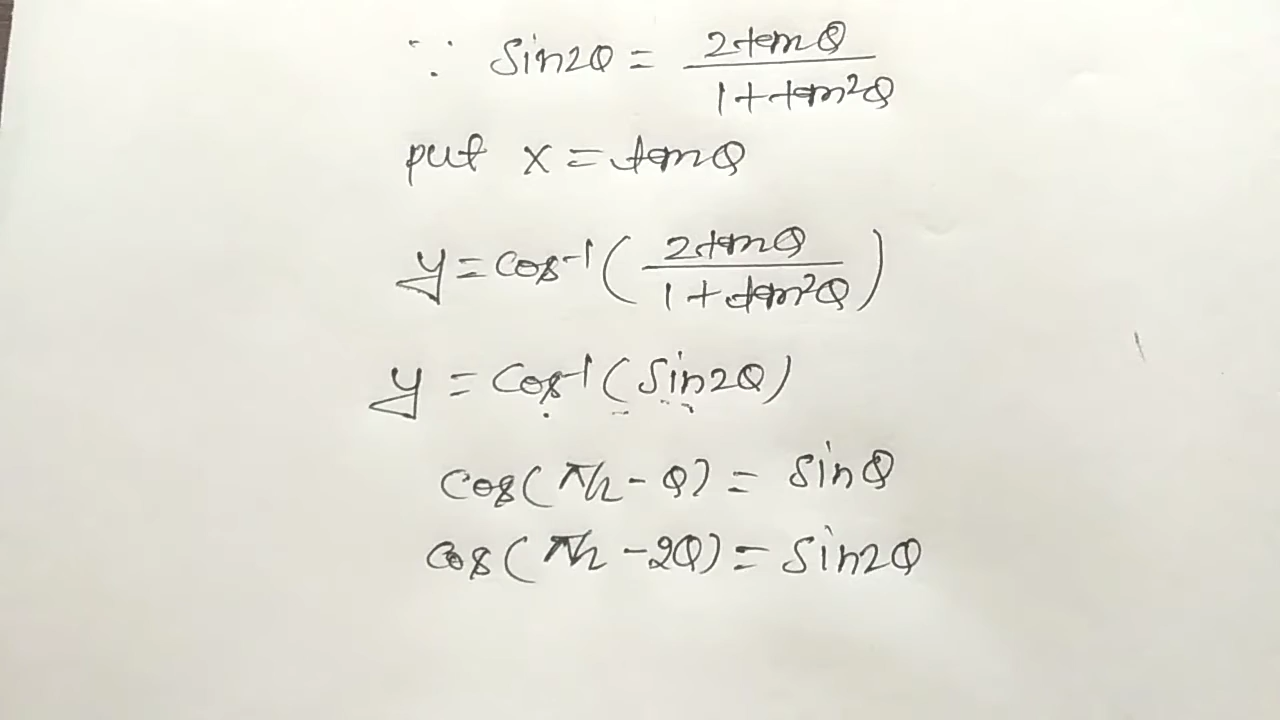 ∵ Sin2θ = 2tanθ / 1+tan²θ
put x = tanθ
y = cos⁻¹ ( 2tanθ / 1+tan²θ )
y = cos⁻¹ (Sin2θ)
cos(π/2 - θ) = Sinθ
cos(π/2 - 2θ) = Sin2θ